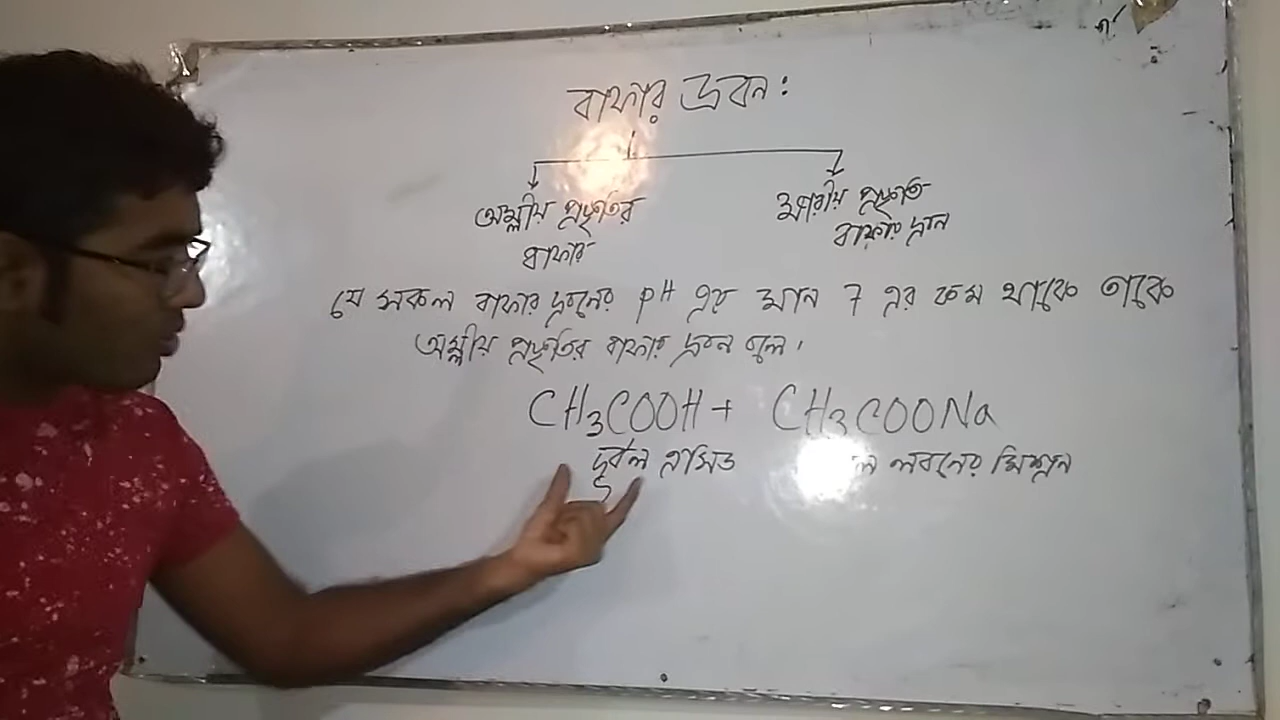 বাফার দ্রবন:
অম্লীয় প্রকৃতির
বাফার
ক্ষারীয় প্রকৃতি
বাফার দ্রবন
যে সকল বাফার দ্রবনের pH এর মান 7 এর কম থাকে তাকে
অম্লীয় প্রকৃতির বাফার দ্রবন বলে।
CH₃COOH + CH₃COONa
দুর্বল এসিড লবনের মিশ্রন